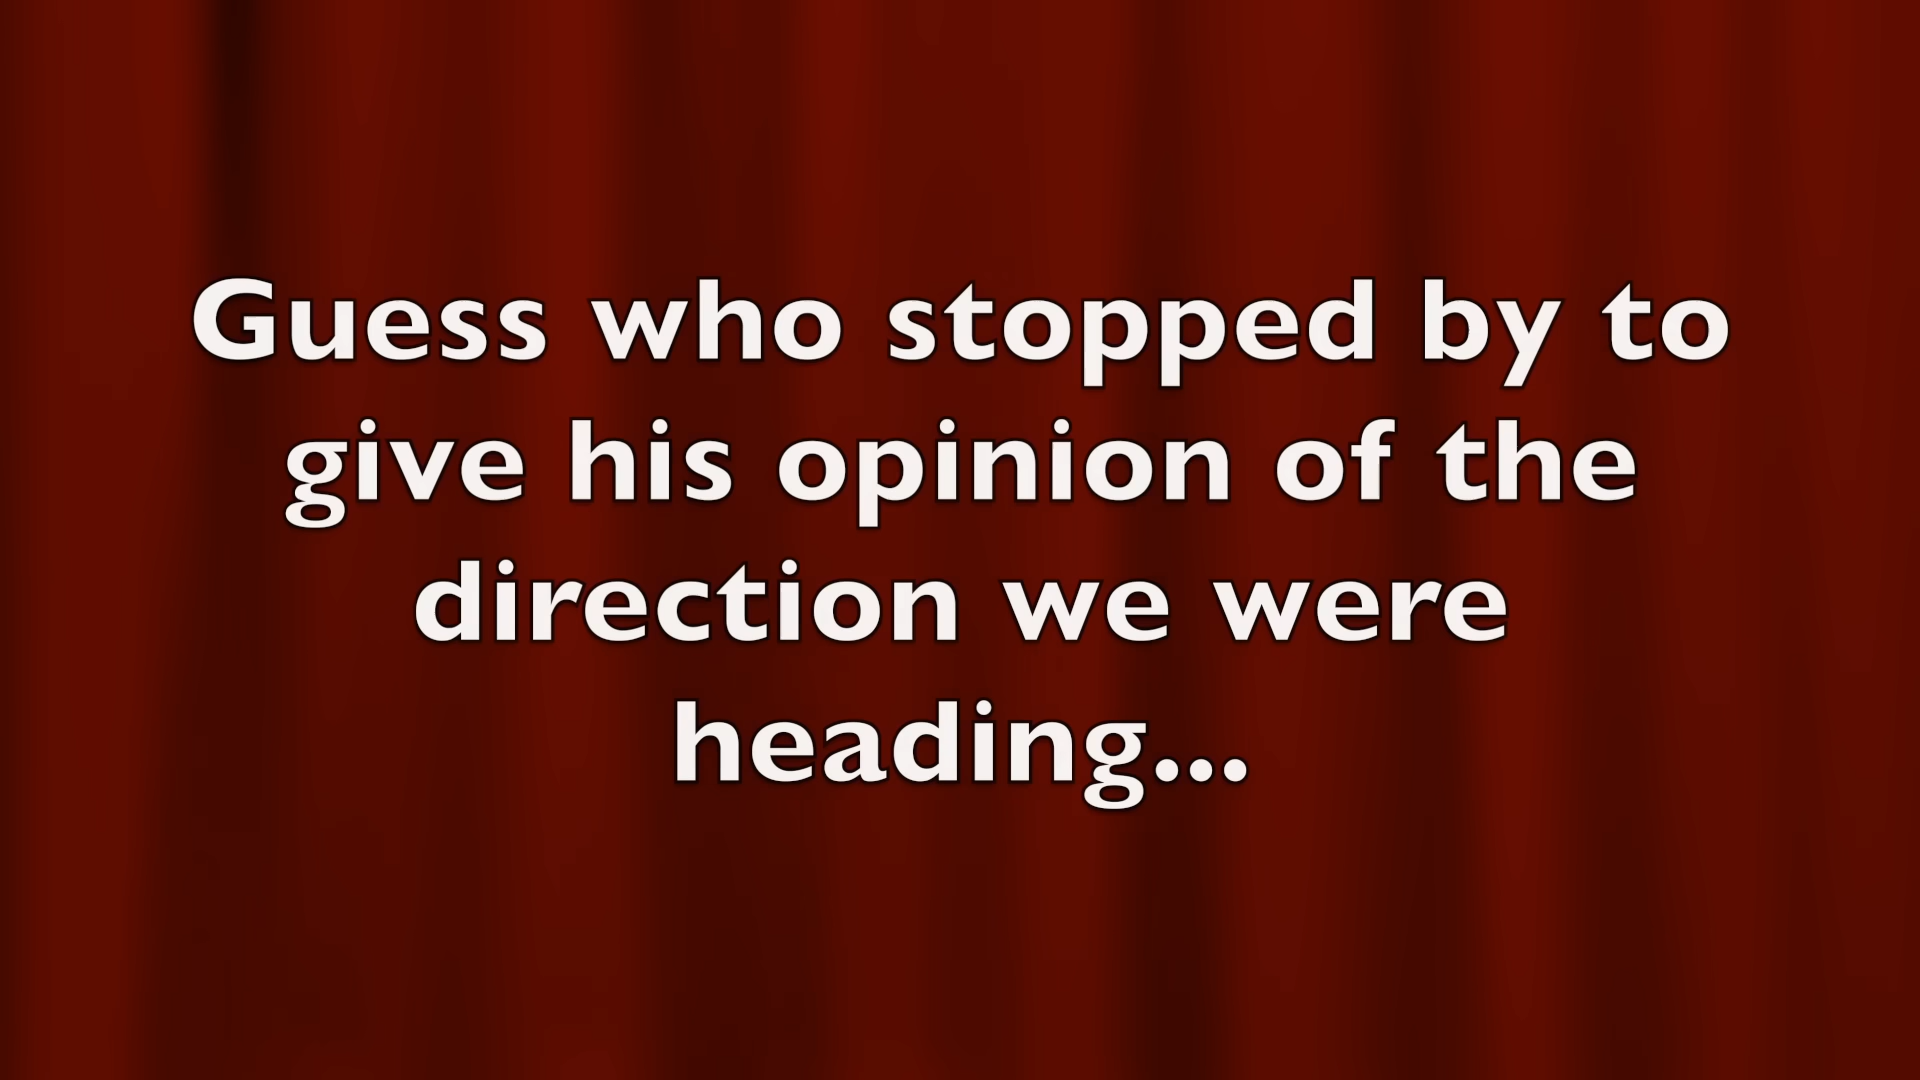 Guess who stopped by to
give his opinion of the
direction we were
heading...